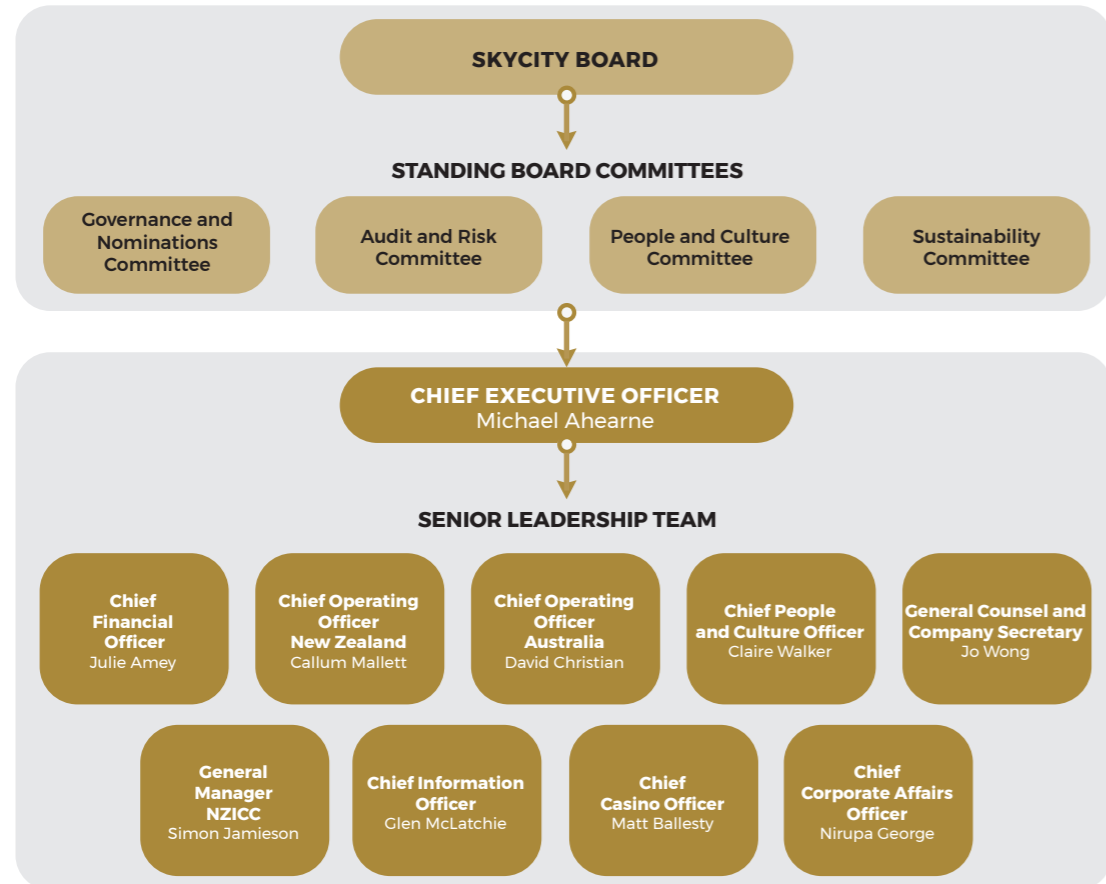 SKYCITY BOARD
STANDING BOARD COMMITTEES
Governance and
Nominations
Committee
Audit and Risk
Committee
People and Culture
Committee
Sustainability
Committee
CHIEF EXECUTIVE OFFICER
Michael Ahearne
SENIOR LEADERSHIP TEAM
Chief
Financial
Officer
Julie Amey
Chief Operating
Officer
New Zealand
Callum Mallett
Chief Operating
Officer
Australia
David Christian
Chief People
and Culture Officer
Claire Walker
General Counsel and
Company Secretary
Jo Wong
General
Manager
NZICC
Simon Jamieson
Chief Information
Officer
Glen McLatchie
Chief
Casino Officer
Matt Ballesty
Chief
Corporate Affairs
Officer
Nirupa George